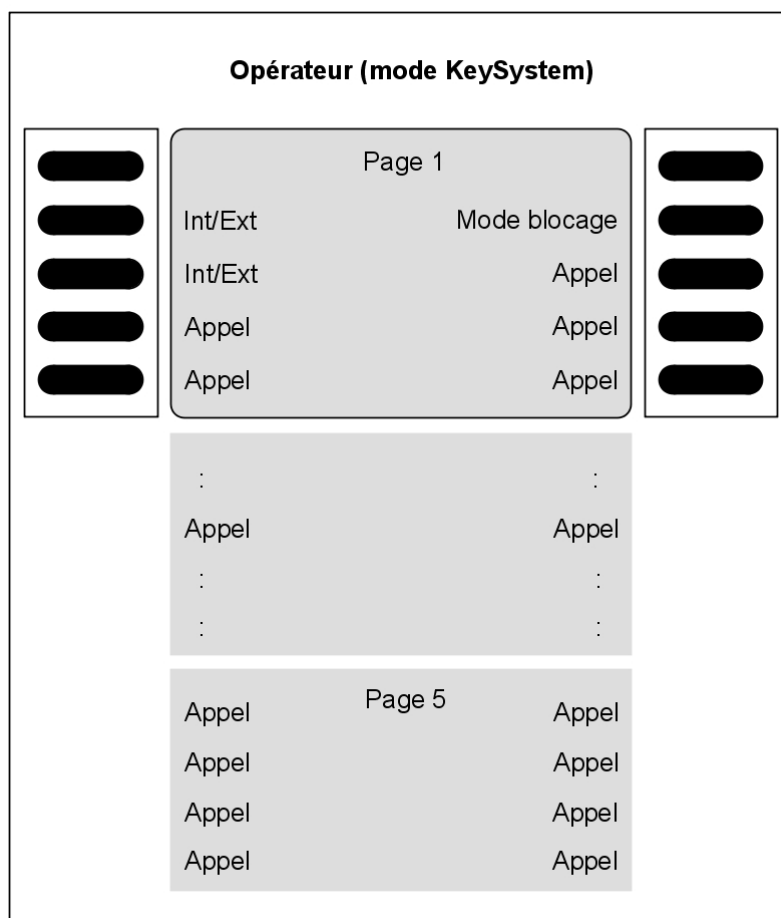 Opérateur (mode KeySystem)
Page 1
Int/Ext Mode blocage
Int/Ext Appel
Appel Appel
Appel Appel
: :
Appel Appel
: :
: :
Page 5
Appel Appel
Appel Appel
Appel Appel
Appel Appel